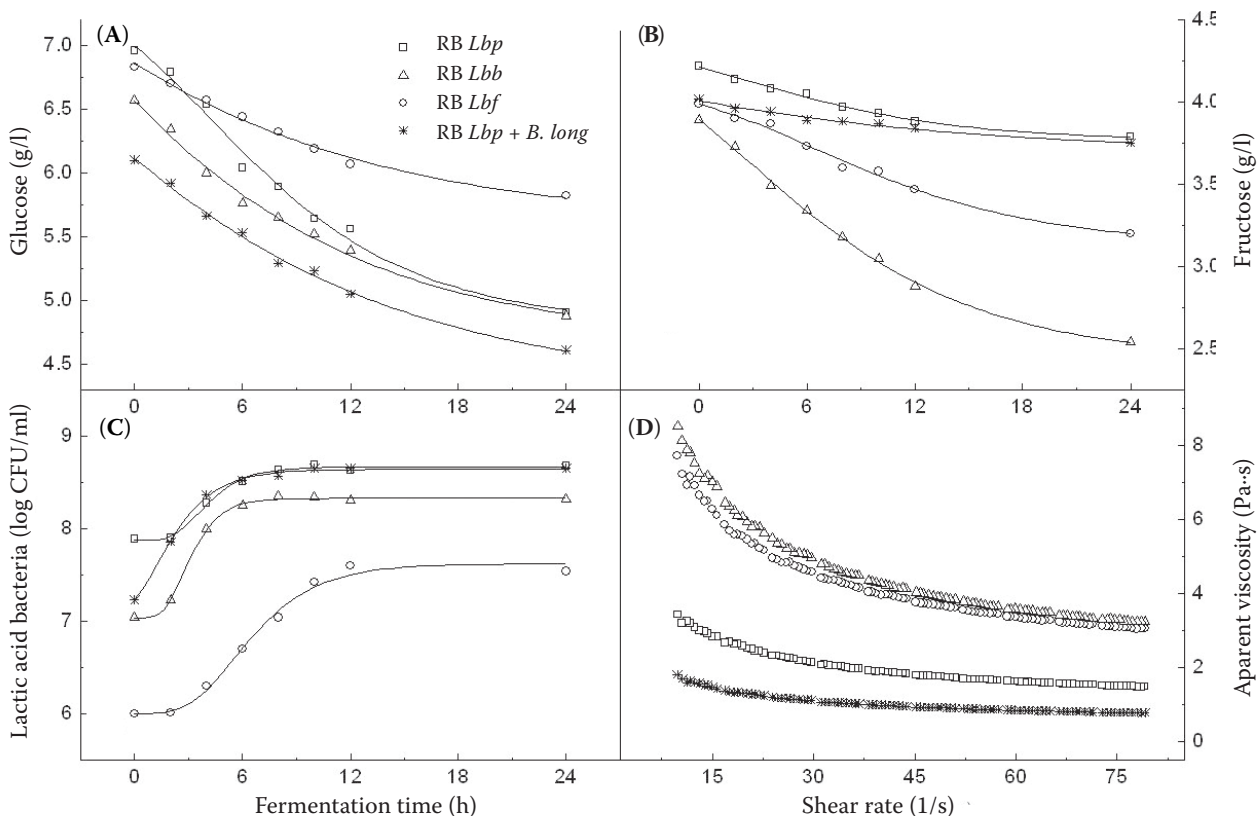 (A)
(B)
RB Lbp
RB Lbb
RB Lbf
RB Lbp + B. long
7.0
6.5
6.0
5.5
5.0
4.5
Glucose (g/l)
4.5
4.0
3.5
3.0
2.5
Fructose (g/l)
0 6 12 18 24
0 6 12 18 24
(C)
(D)
9
8
7
6
Lactic acid bacteria (log CFU/ml)
8
6
4
2
0
Apparent viscosity (Pa··s)
0 6 12 18 24
15 30 45 60 75
Fermentation time (h)
Shear rate (1/s)